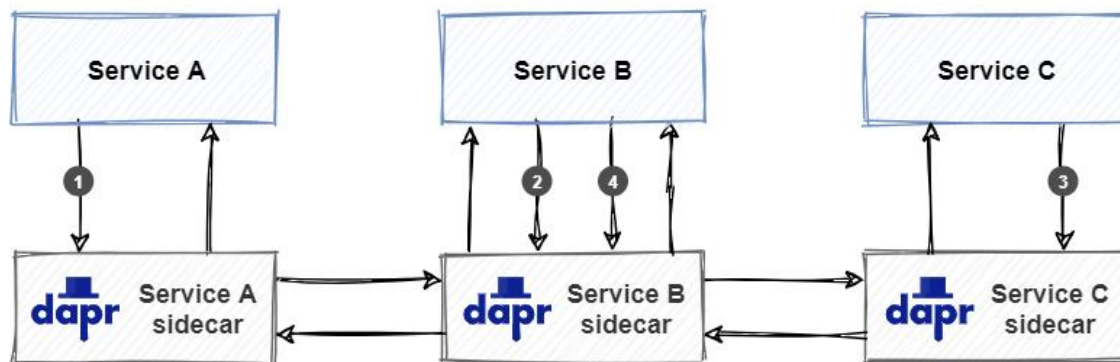 Service A
Service B
Service C
1
2
4
3
dapr
Service A
sidecar
dapr
Service B
sidecar
dapr
Service C
sidecar